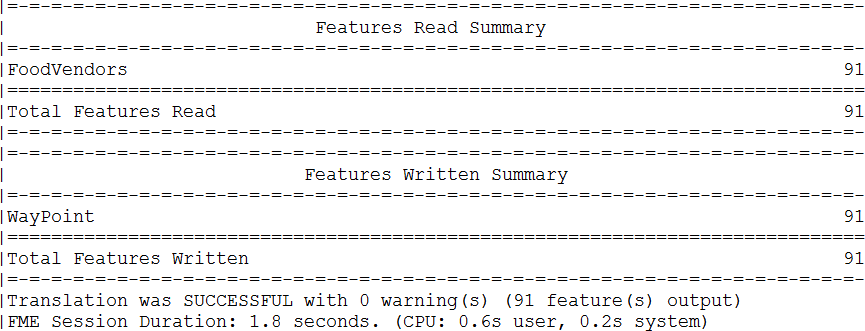 |=-=-=-=-=-=-=-=-=-=-=-=-=-=-=-=-=-=-=-=-=-=-=-=-=-=-=-=-=-=-=-=-=-=-=-=-=-=-=-
|                            Features Read Summary
|=-=-=-=-=-=-=-=-=-=-=-=-=-=-=-=-=-=-=-=-=-=-=-=-=-=-=-=-=-=-=-=-=-=-=-=-=-=-=-
|FoodVendors                                                                 91
|==============================================================================
|Total Features Read                                                         91
|=-=-=-=-=-=-=-=-=-=-=-=-=-=-=-=-=-=-=-=-=-=-=-=-=-=-=-=-=-=-=-=-=-=-=-=-=-=-=-
|=-=-=-=-=-=-=-=-=-=-=-=-=-=-=-=-=-=-=-=-=-=-=-=-=-=-=-=-=-=-=-=-=-=-=-=-=-=-=-
|                           Features Written Summary
|=-=-=-=-=-=-=-=-=-=-=-=-=-=-=-=-=-=-=-=-=-=-=-=-=-=-=-=-=-=-=-=-=-=-=-=-=-=-=-
|WayPoint                                                                    91
|==============================================================================
|Total Features Written                                                      91
|=-=-=-=-=-=-=-=-=-=-=-=-=-=-=-=-=-=-=-=-=-=-=-=-=-=-=-=-=-=-=-=-=-=-=-=-=-=-=-
|Translation was SUCCESSFUL with 0 warning(s) (91 feature(s) output)
|FME Session Duration: 1.8 seconds. (CPU: 0.6s user, 0.2s system)